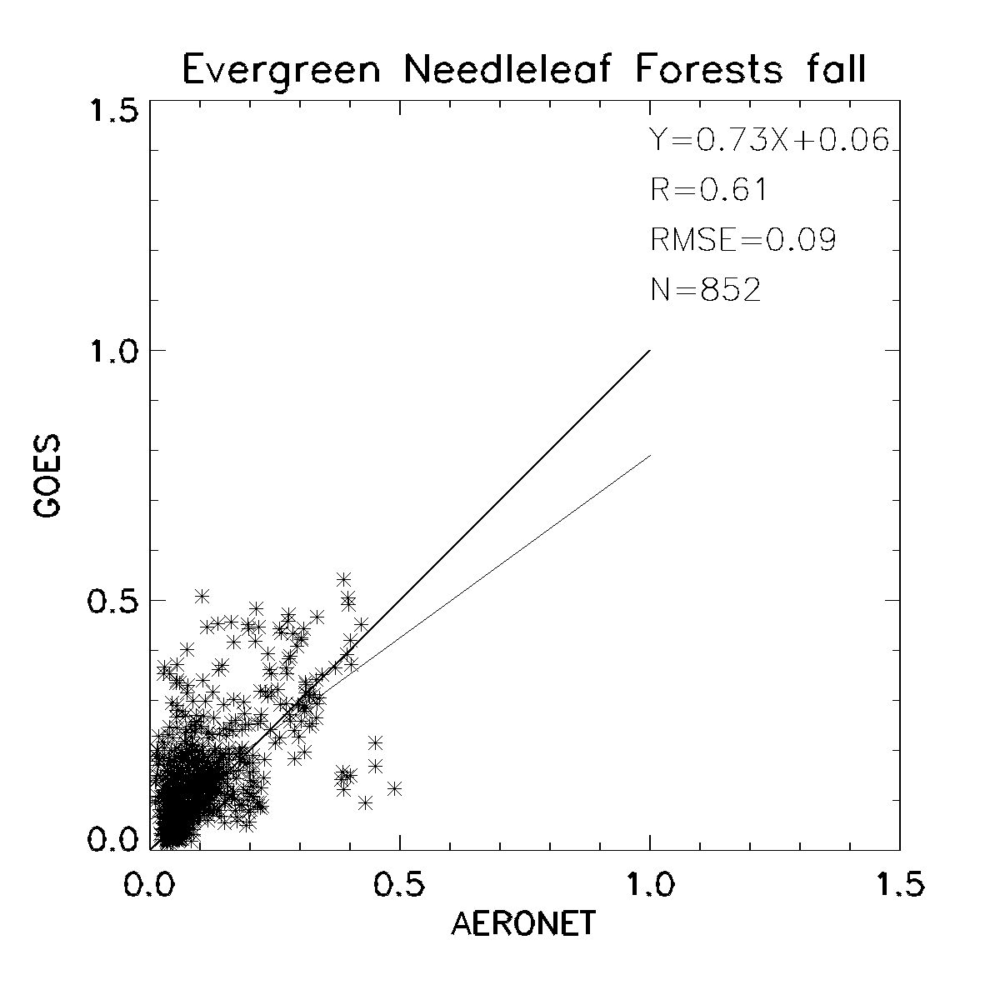 Evergreen Needleleaf Forests fall
1.5
Y=0.73X+0.06
R=0.61
RMSE=0.09
N=852
1.0
GOES
0.5
0.0
0.0 0.5 1.0 1.5
AERONET